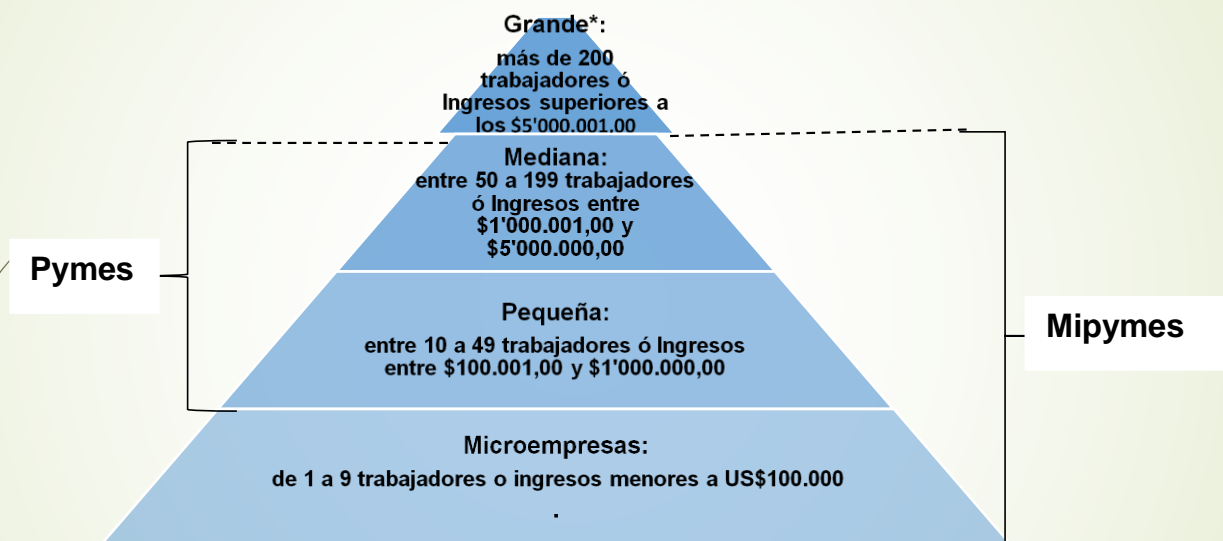 Grande*:
más de 200
trabajadores ó
Ingresos superiores a
los $5'000.001.00
Mediana:
entre 50 a 199 trabajadores
ó Ingresos entre
$1'000.001,00 y
$5'000.000,00
Pymes
Pequeña:
entre 10 a 49 trabajadores ó Ingresos
entre $100.001,00 y $1'000.000,00
Mipymes
Microempresas:
de 1 a 9 trabajadores o ingresos menores a US$100.000
.